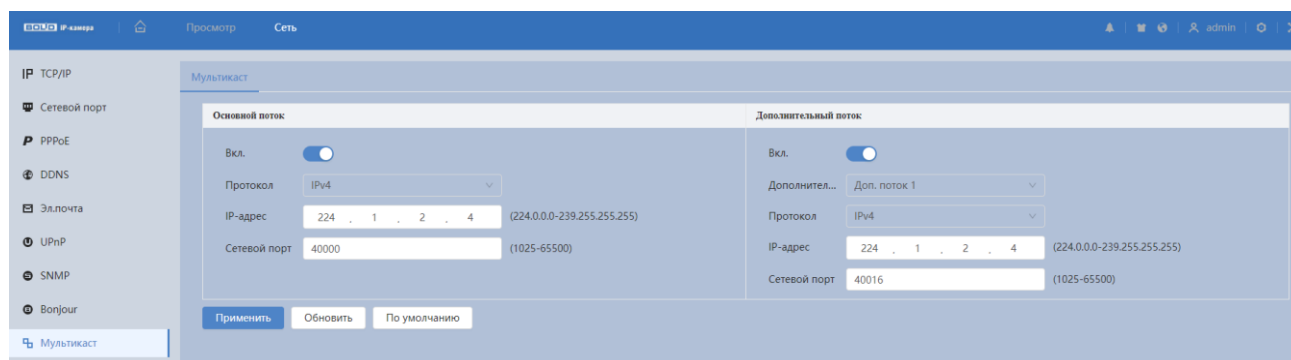 BOLID IP-камера Просмотр Сеть admin
IP TCP/IP
Сетевой порт
PPPoE
DDNS
Эл.почта
UPnP
SNMP
Bonjour
Мультикаст
Мультикаст
Основной поток
Вкл.
Протокол IPv4
IP-адрес 224 . 1 . 2 . 4 (224.0.0.0-239.255.255.255)
Сетевой порт 40000 (1025-65500)
Дополнительный поток
Вкл.
Дополнител... Доп. поток 1
Протокол IPv4
IP-адрес 224 . 1 . 2 . 4 (224.0.0.0-239.255.255.255)
Сетевой порт 40016 (1025-65500)
Применить Обновить По умолчанию